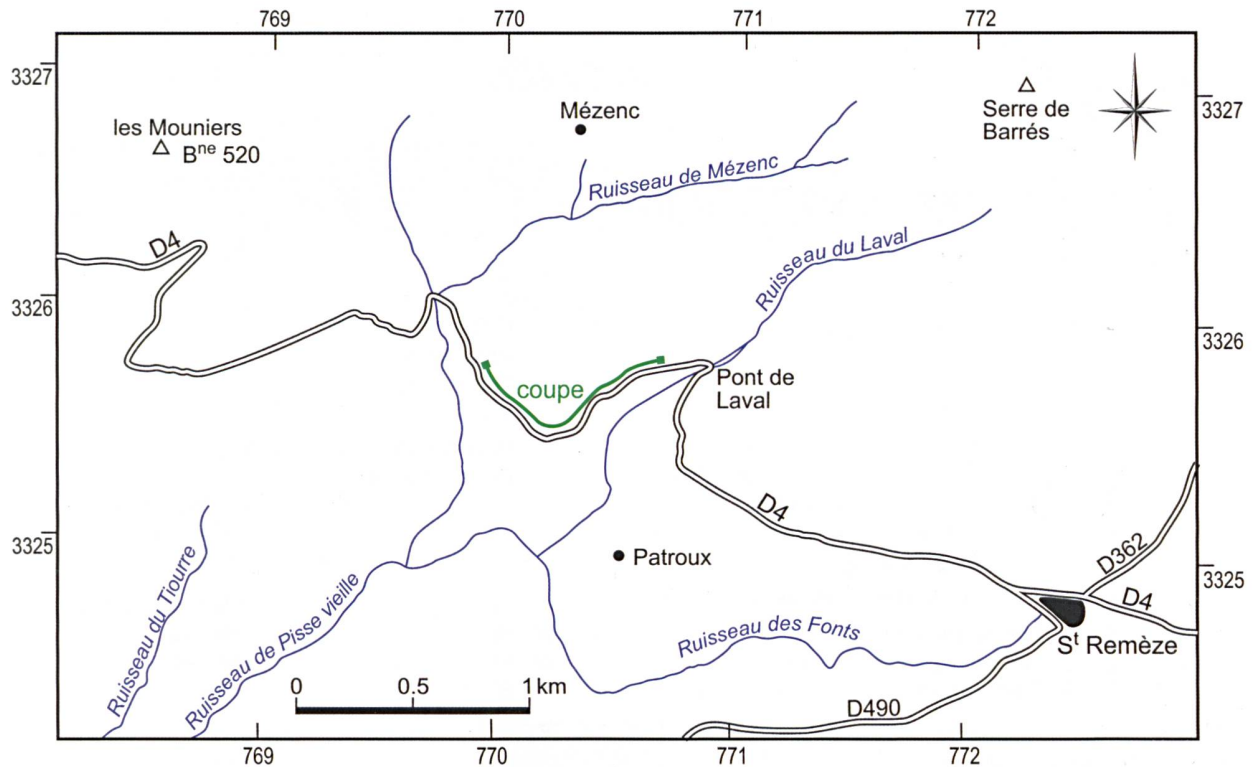 769 770 771 772
3327
Mézenc
Serre de
Barrés
3327
les Mouniers
Bⁿᵉ 520
Ruisseau de Mézenc
D4
Ruisseau du Laval
3326
3326
coupe
Pont de
Laval
D4
3325
Patroux
D362
3325
D4
Ruisseau du Tiourre
Ruisseau de Pisse vieille
Ruisseau des Fonts
Sᵗ Remèze
0 0.5 1 km
D490
769 770 771 772